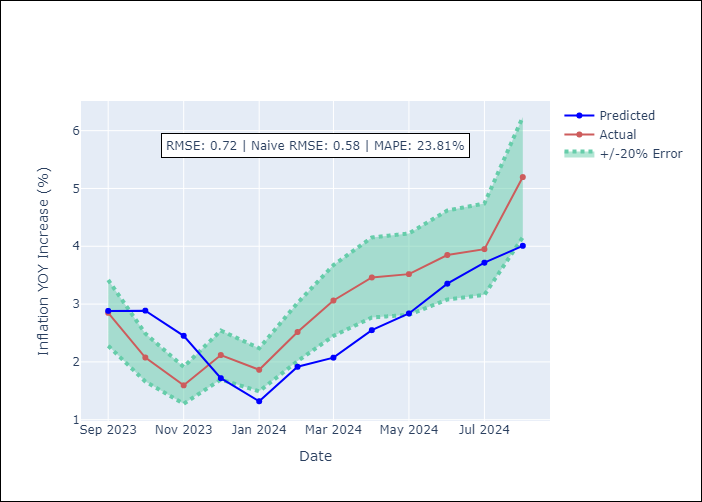 RMSE: 0.72 | Naive RMSE: 0.58 | MAPE: 23.81%
Predicted
Actual
+/-20% Error
Inflation YOY Increase (%)
6
5
4
3
2
1
Sep 2023 Nov 2023 Jan 2024 Mar 2024 May 2024 Jul 2024
Date